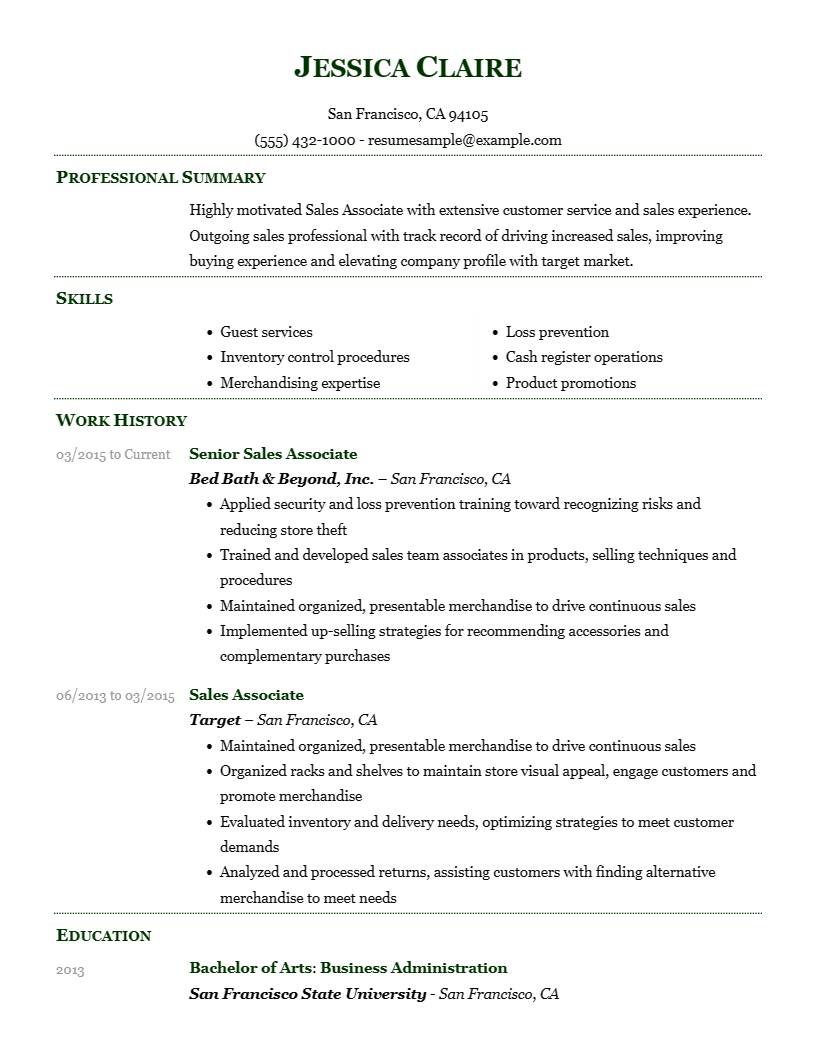 Jessica Claire
San Francisco, CA 94105
(555) 432-1000 - resumesample@example.com
Professional Summary
Highly motivated Sales Associate with extensive customer service and sales experience.
Outgoing sales professional with track record of driving increased sales, improving
buying experience and elevating company profile with target market.
Skills
• Guest services
• Inventory control procedures
• Merchandising expertise
• Loss prevention
• Cash register operations
• Product promotions
Work History
03/2015 to Current
Senior Sales Associate
Bed Bath & Beyond, Inc. – San Francisco, CA
• Applied security and loss prevention training toward recognizing risks and
reducing store theft
• Trained and developed sales team associates in products, selling techniques and
procedures
• Maintained organized, presentable merchandise to drive continuous sales
• Implemented up-selling strategies for recommending accessories and
complementary purchases
06/2013 to 03/2015
Sales Associate
Target – San Francisco, CA
• Maintained organized, presentable merchandise to drive continuous sales
• Organized racks and shelves to maintain store visual appeal, engage customers and
promote merchandise
• Evaluated inventory and delivery needs, optimizing strategies to meet customer
demands
• Analyzed and processed returns, assisting customers with finding alternative
merchandise to meet needs
Education
2013
Bachelor of Arts: Business Administration
San Francisco State University - San Francisco, CA